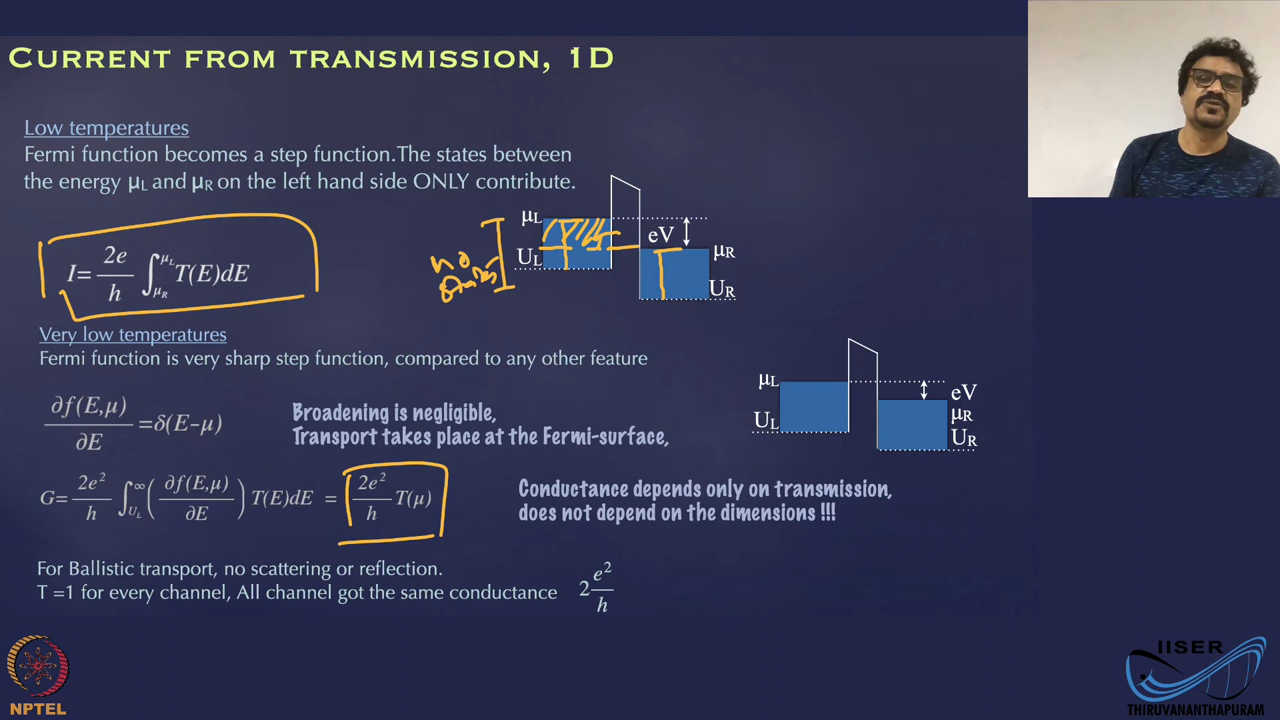 CURRENT FROM TRANSMISSION, 1D
Low temperatures
Fermi function becomes a step function.The states between
the energy μL and μR on the left hand side ONLY contribute.
I= 2e/h ∫_{μR}^{μL} T(E)dE
μL
UL
eV
μR
UR
no
States
Very low temperatures
Fermi function is very sharp step function, compared to any other feature
∂f(E,μ)/∂E =δ(E−μ)
Broadening is negligible,
Transport takes place at the Fermi-surface,
μL
UL
eV
μR
UR
G= 2e²/h ∫_{UL}^{∞} (∂f(E,μ)/∂E) T(E)dE = 2e²/h T(μ)
Conductance depends only on transmission,
does not depend on the dimensions !!!
For Ballistic transport, no scattering or reflection.
T =1 for every channel, All channel got the same conductance 2 e²/h
NPTEL
IISER
THIRUVANANTHAPURAM